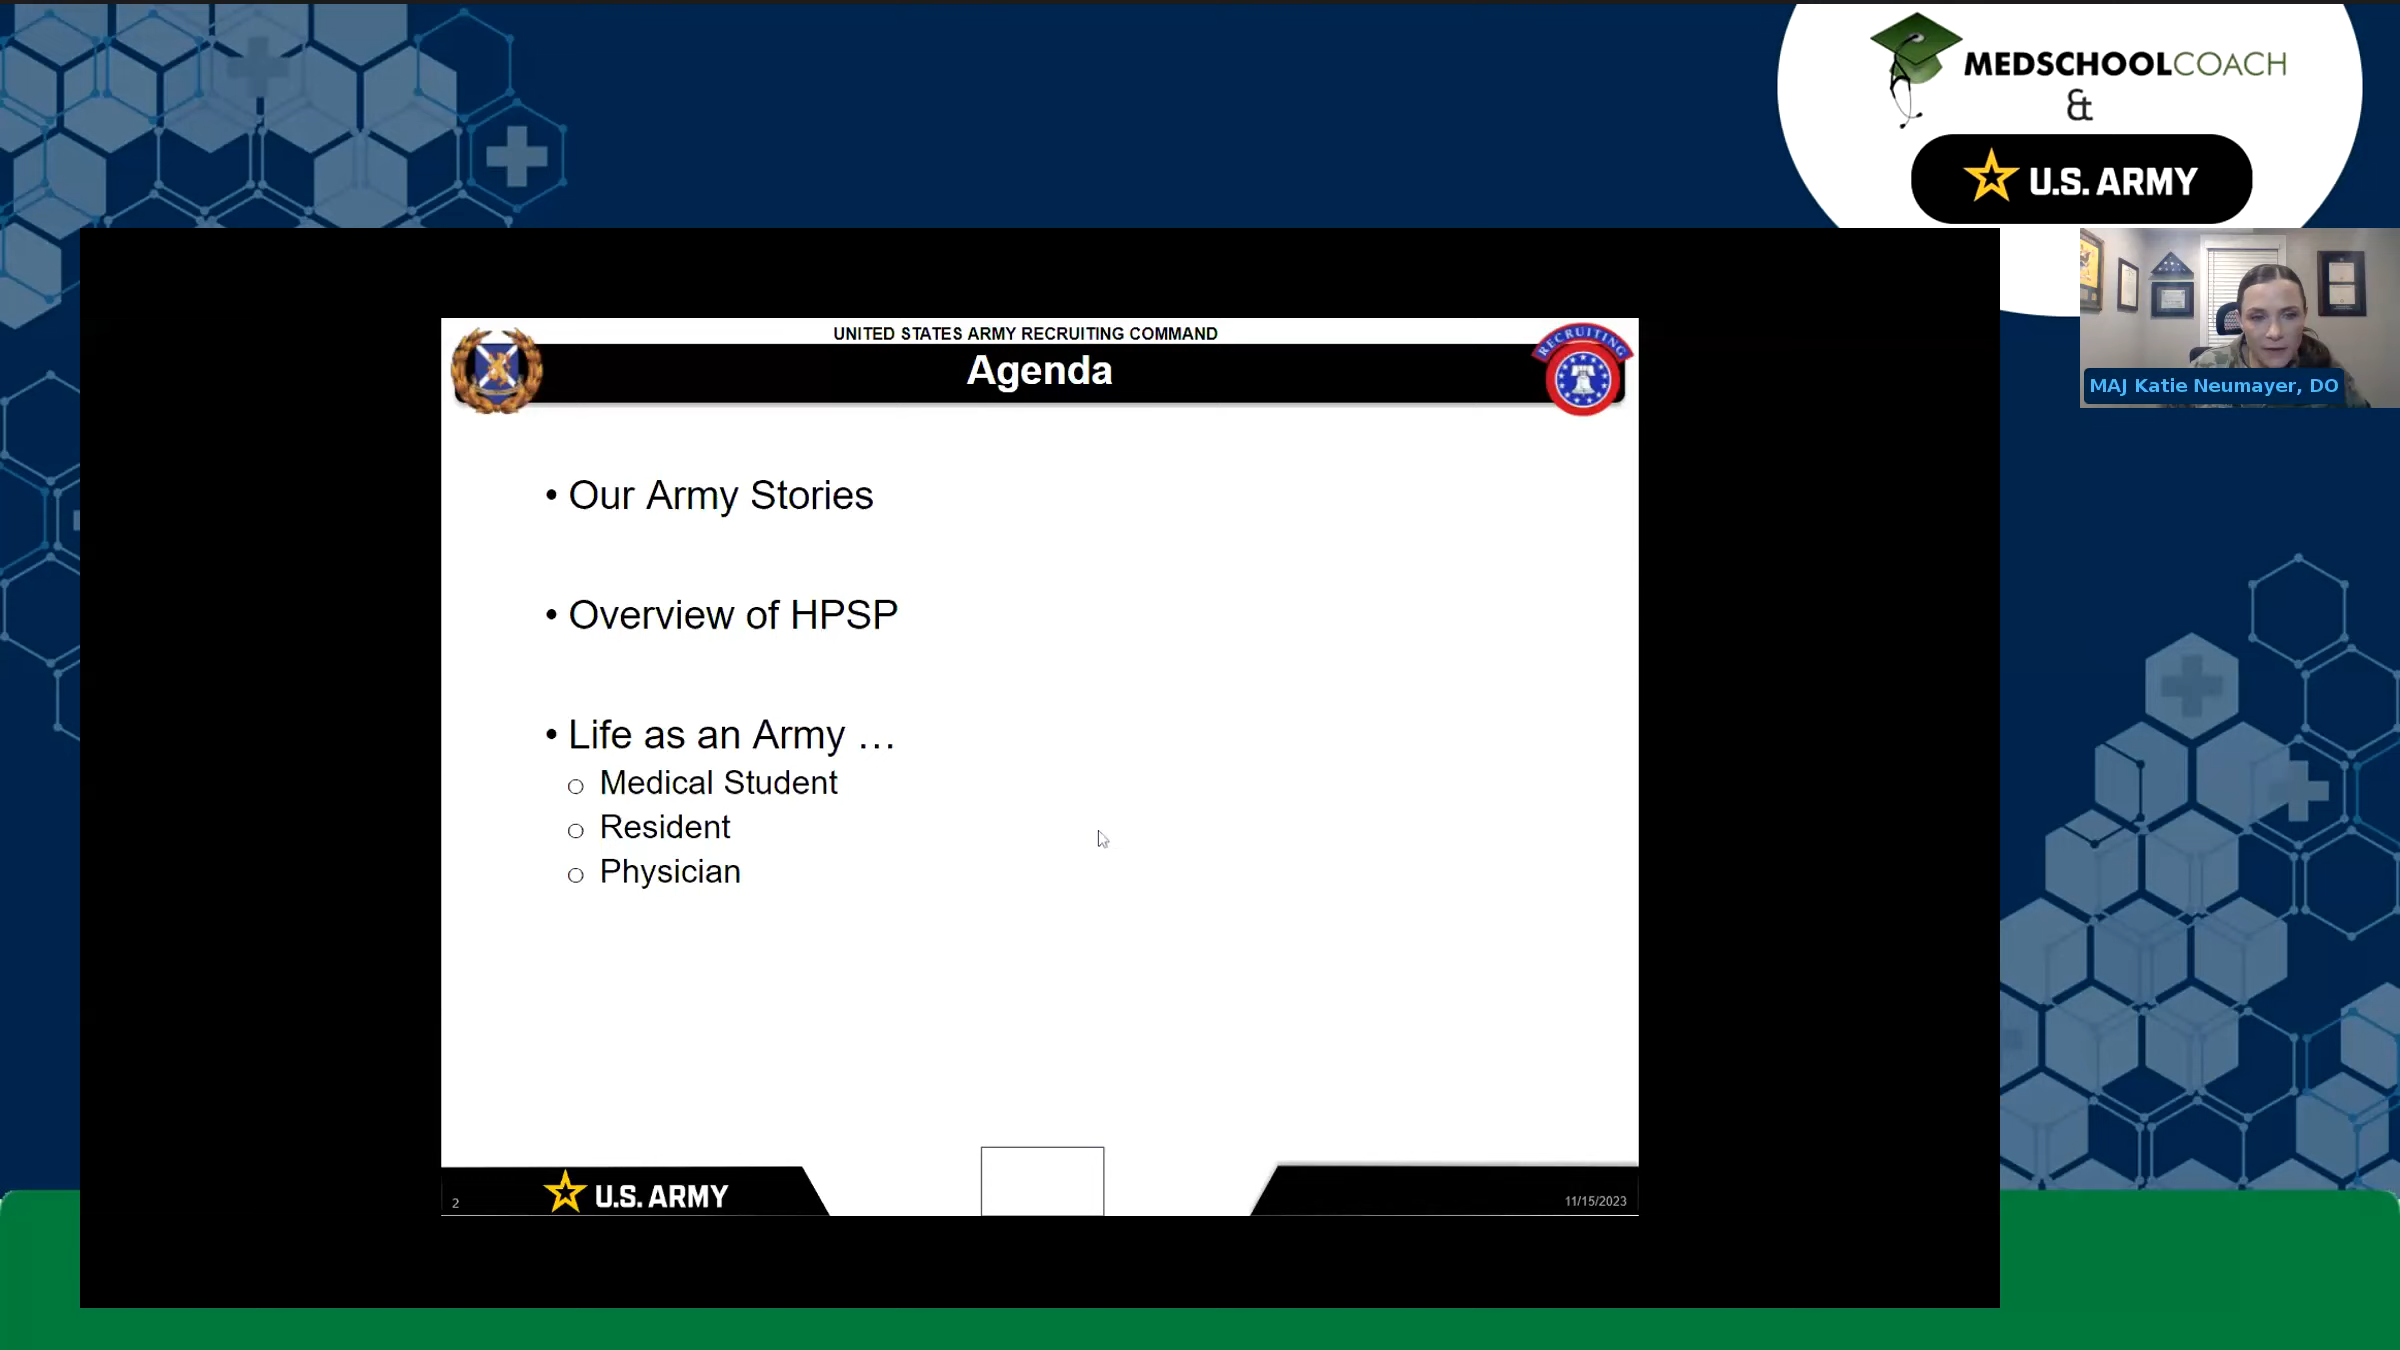 MEDSCHOOLCOACH
&
U.S. ARMY
MAJ Katie Neumayer, DO
UNITED STATES ARMY RECRUITING COMMAND
Agenda
RECRUITING
• Our Army Stories
• Overview of HPSP
• Life as an Army …
o Medical Student
o Resident
o Physician
2
U.S. ARMY
11/15/2023